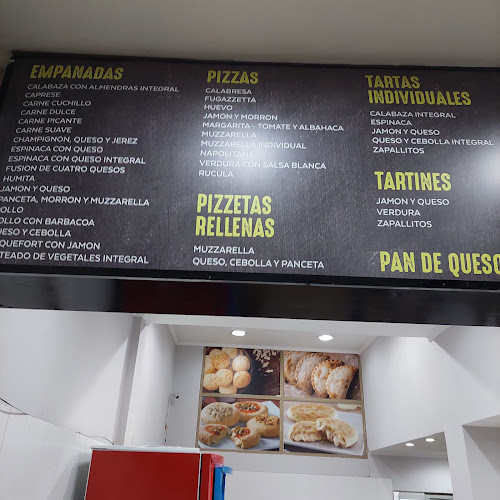 EMPANADAS
CALABAZA CON ALMENDRAS INTEGRAL
CAPRESE
CARNE CUCHILLO
CARNE DULCE
CARNE PICANTE
CARNE SUAVE
CHAMPIGNON, QUESO Y JEREZ
ESPINACA CON QUESO
ESPINACA CON QUESO INTEGRAL
FUSION DE CUATRO QUESOS
HUMITA
JAMON Y QUESO
PANCETA, MORRON Y MUZZARELLA
OLLO
OLLO CON BARBACOA
UESO Y CEBOLLA
QUEFORT CON JAMON
TEADO DE VEGETALES INTEGRAL
PIZZAS
CALABRESA
FUGAZZETTA
HUEVO
JAMON Y MORRON
MARGARITA - TOMATE Y ALBAHACA
MUZZARELLA
MUZZARELLA INDIVIDUAL
NAPOLITANA
VERDURA CON SALSA BLANCA
RUCULA
PIZZETAS
RELLENAS
MUZZARELLA
QUESO, CEBOLLA Y PANCETA
TARTAS
INDIVIDUALES
CALABAZA INTEGRAL
ESPINACA
JAMON Y QUESO
QUESO Y CEBOLLA INTEGRAL
ZAPALLITOS
TARTINES
JAMON Y QUESO
VERDURA
ZAPALLITOS
PAN DE QUESO